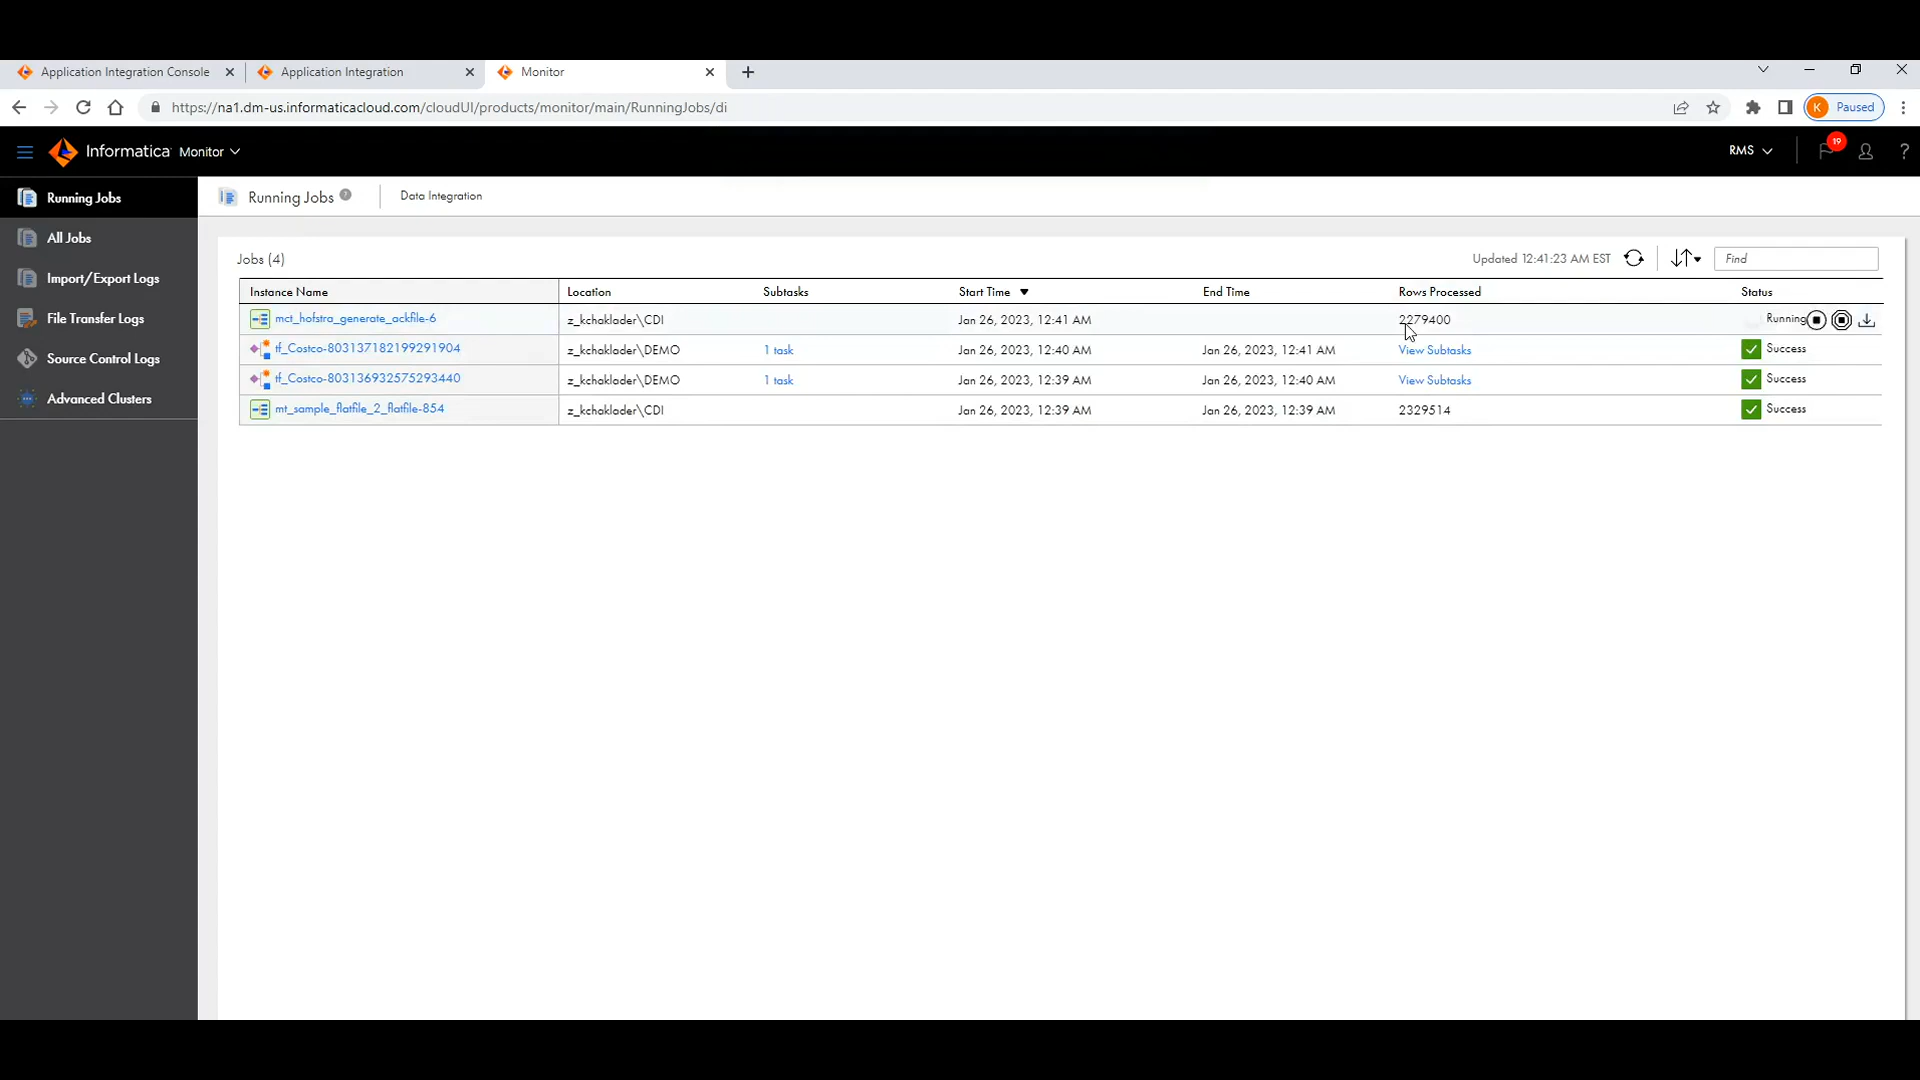 Application Integration Console
Application Integration
Monitor
https://na1.dm-us.informaticacloud.com/cloudUI/products/monitor/main/RunningJobs/di
K Paused
Informatica Monitor
RMS
19
?
Running Jobs
All Jobs
Import/Export Logs
File Transfer Logs
Source Control Logs
Advanced Clusters
Running Jobs ?
Data Integration
Jobs (4)
Updated 12:41:23 AM EST
Find
Instance Name Location Subtasks Start Time End Time Rows Processed Status
mct_hofstra_generate_ackfile-6 z_kchaklader\CDI Jan 26, 2023, 12:41 AM 2279400 Running
tf_Costco-803137182199291904 z_kchaklader\DEMO 1 task Jan 26, 2023, 12:40 AM Jan 26, 2023, 12:41 AM View Subtasks Success
tf_Costco-803136932575293440 z_kchaklader\DEMO 1 task Jan 26, 2023, 12:39 AM Jan 26, 2023, 12:40 AM View Subtasks Success
mt_sample_flatfile_2_flatfile-854 z_kchaklader\CDI Jan 26, 2023, 12:39 AM Jan 26, 2023, 12:39 AM 2329514 Success